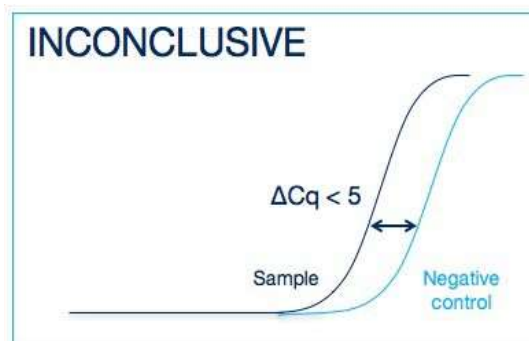 INCONCLUSIVE
ΔCq < 5
Sample
Negative
control